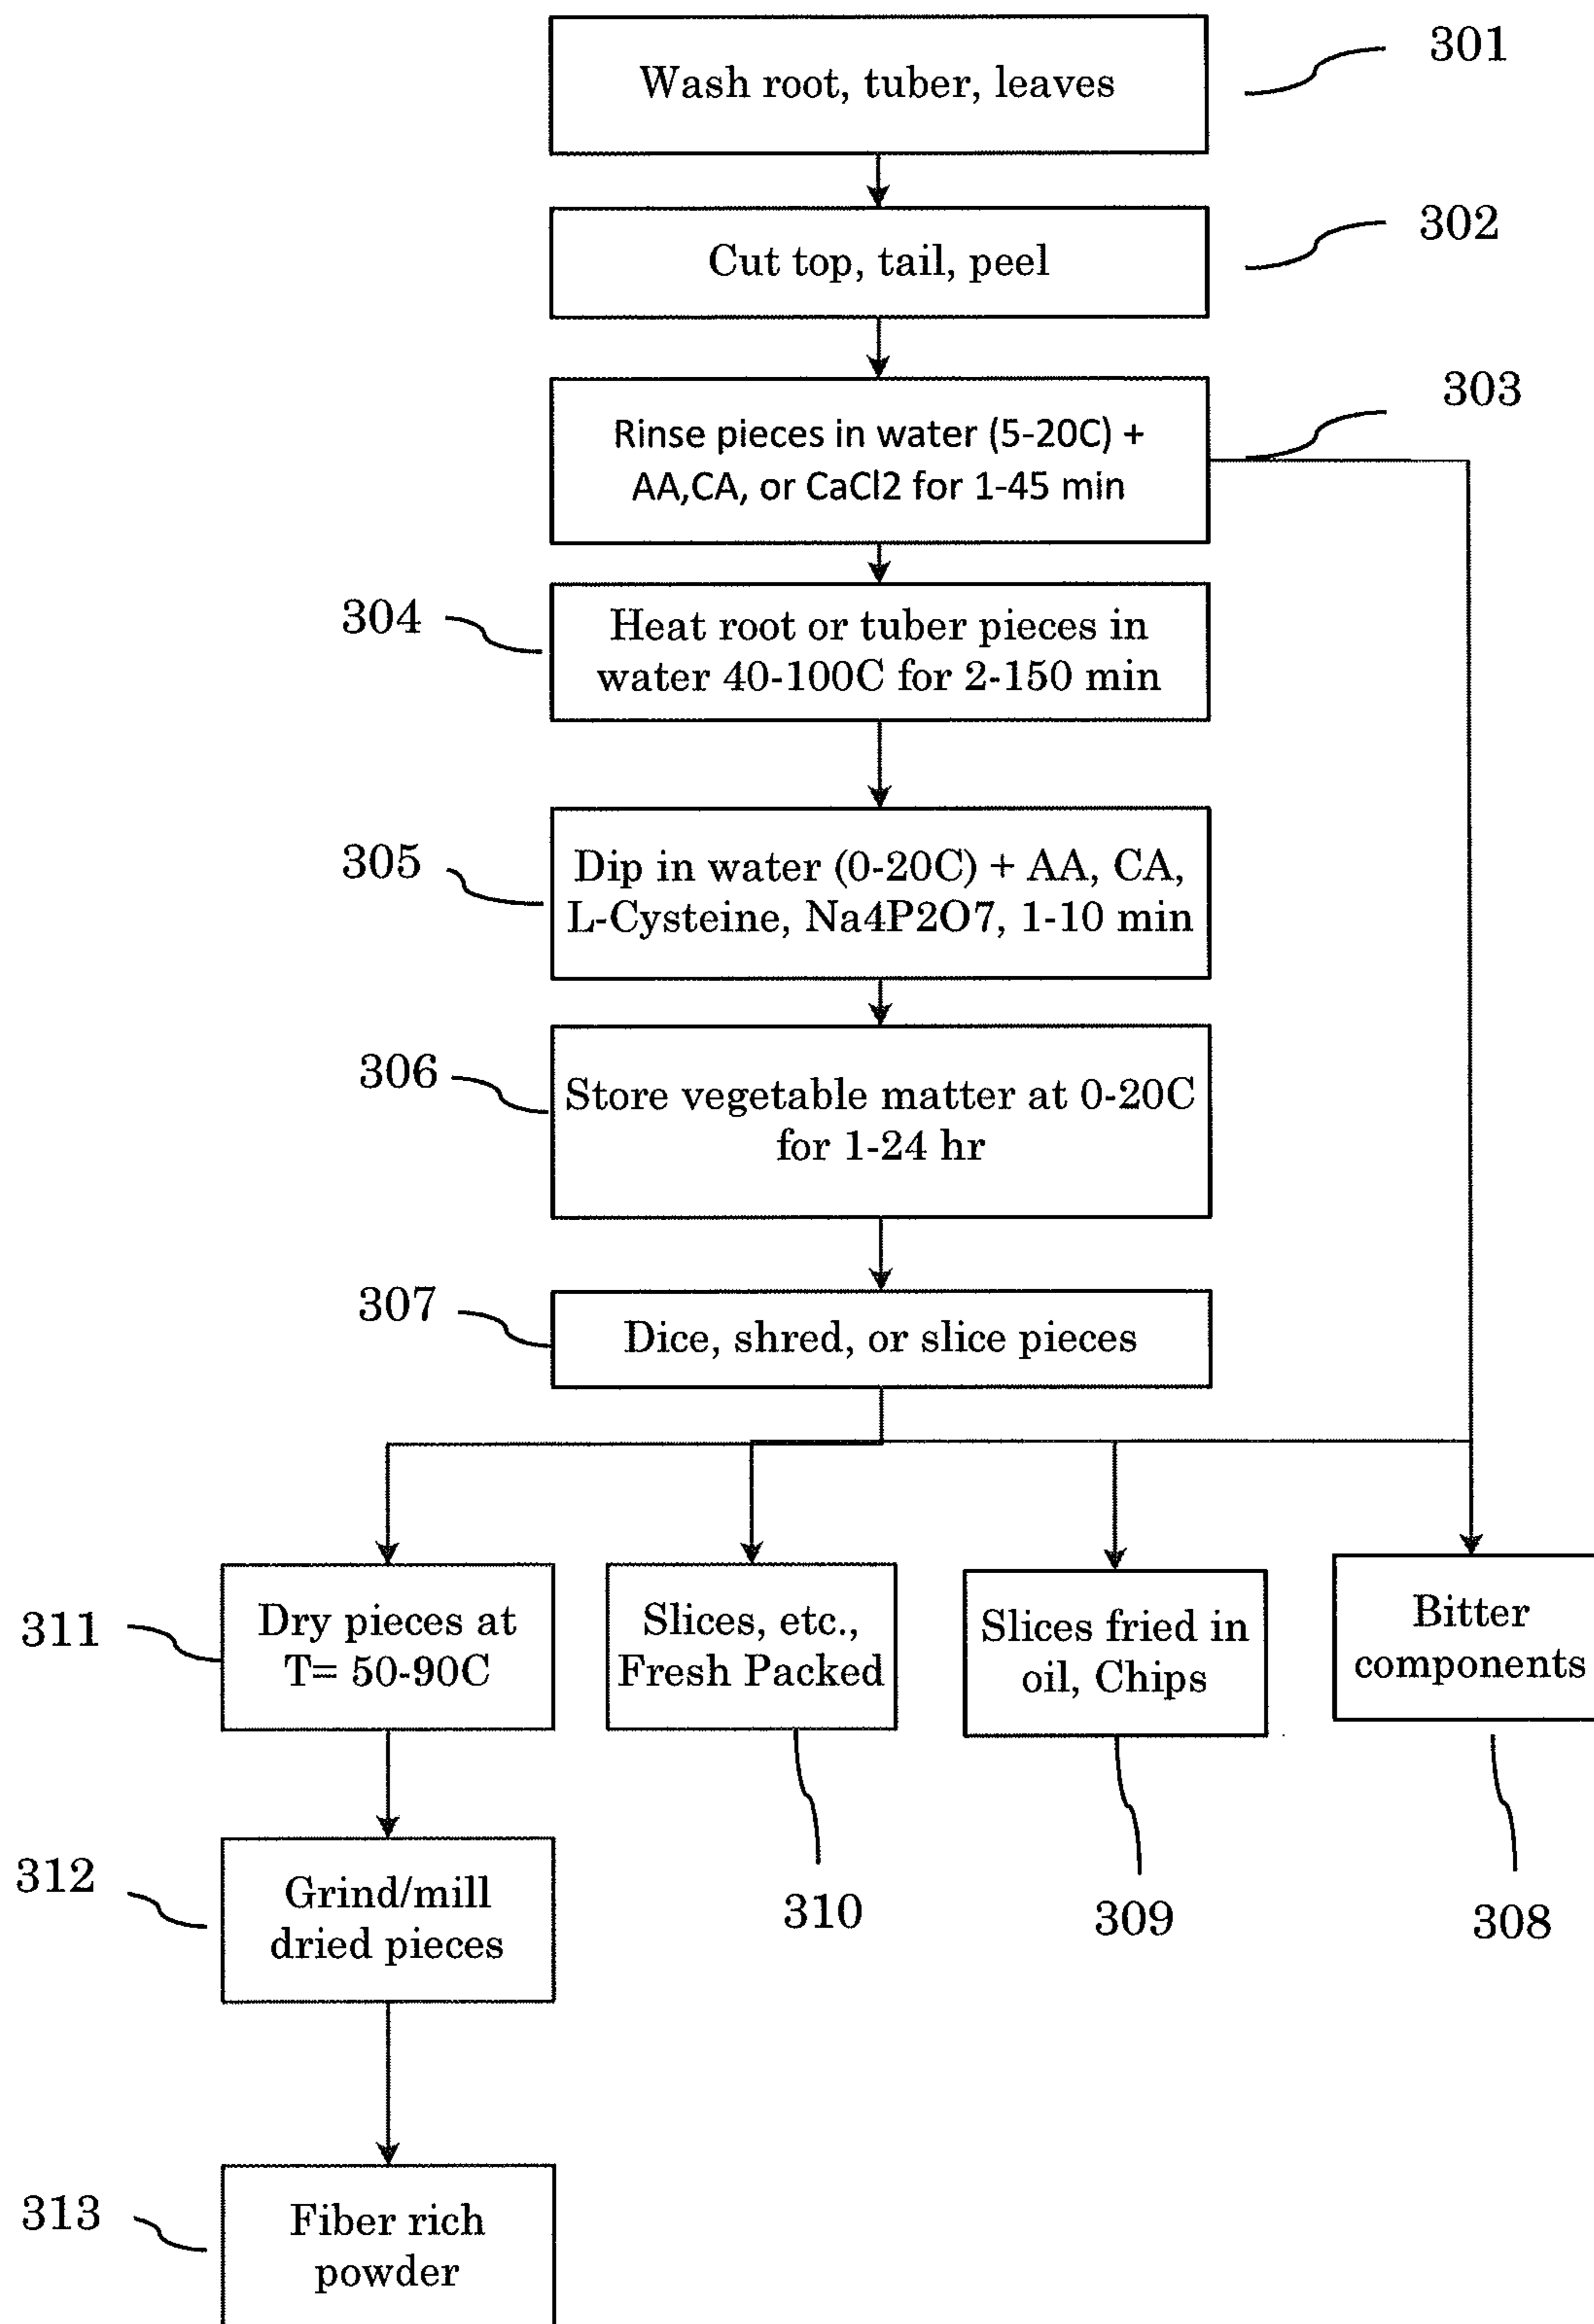 301
Wash root, tuber, leaves
302
Cut top, tail, peel
303
Rinse pieces in water (5-20C) +
AA,CA, or CaCl2 for 1-45 min
304
Heat root or tuber pieces in
water 40-100C for 2-150 min
305
Dip in water (0-20C) + AA, CA,
L-Cysteine, Na4P2O7, 1-10 min
306
Store vegetable matter at 0-20C
for 1-24 hr
307
Dice, shred, or slice pieces
311
Dry pieces at
T= 50-90C
Slices, etc.,
Fresh Packed
Slices fried in
oil, Chips
Bitter
components
310
309
308
312
Grind/mill
dried pieces
313
Fiber rich
powder